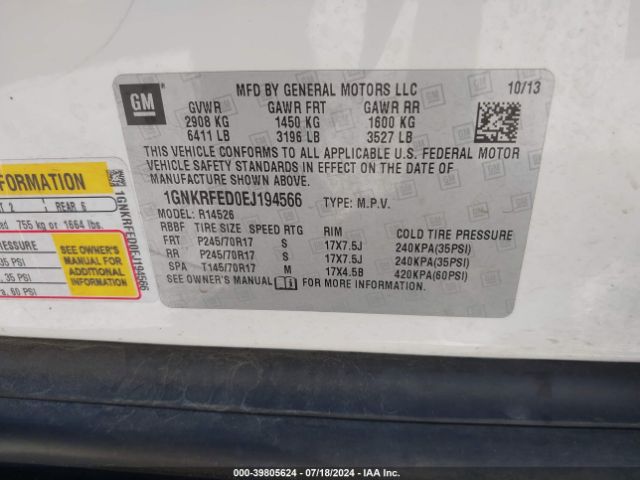 GM
MFD BY GENERAL MOTORS LLC 10/13
GVWR GAWR FRT GAWR RR
2908 KG 1450 KG 1600 KG
6411 LB 3196 LB 3527 LB
THIS VEHICLE CONFORMS TO ALL APPLICABLE U.S. FEDERAL MOTOR
VEHICLE SAFETY STANDARDS IN EFFECT ON THE DATE OF
MANUFACTURE SHOWN ABOVE.
1GNKRFED0EJ194566 TYPE: M.P.V.
MODEL: R14526
RBBF TIRE SIZE SPEED RTG RIM COLD TIRE PRESSURE
FRT P245/70R17 S 17X7.5J 240KPA(35PSI)
RR P245/70R17 S 17X7.5J 240KPA(35PSI)
SPA T145/70R17 M 17X4.5B 420KPA(60PSI)
SEE OWNER'S MANUAL FOR MORE INFORMATION.
FORMATION
2 REAR 6
755 kg or 1664 lbs.
PRESSURE
35 PSI
, 35 PSI
a, 60 PSI
SEE OWNER'S
MANUAL FOR
ADDITIONAL
INFORMATION
1GNKRFED0EJ194566
000-39805624 07/18/2024 IAAI.com